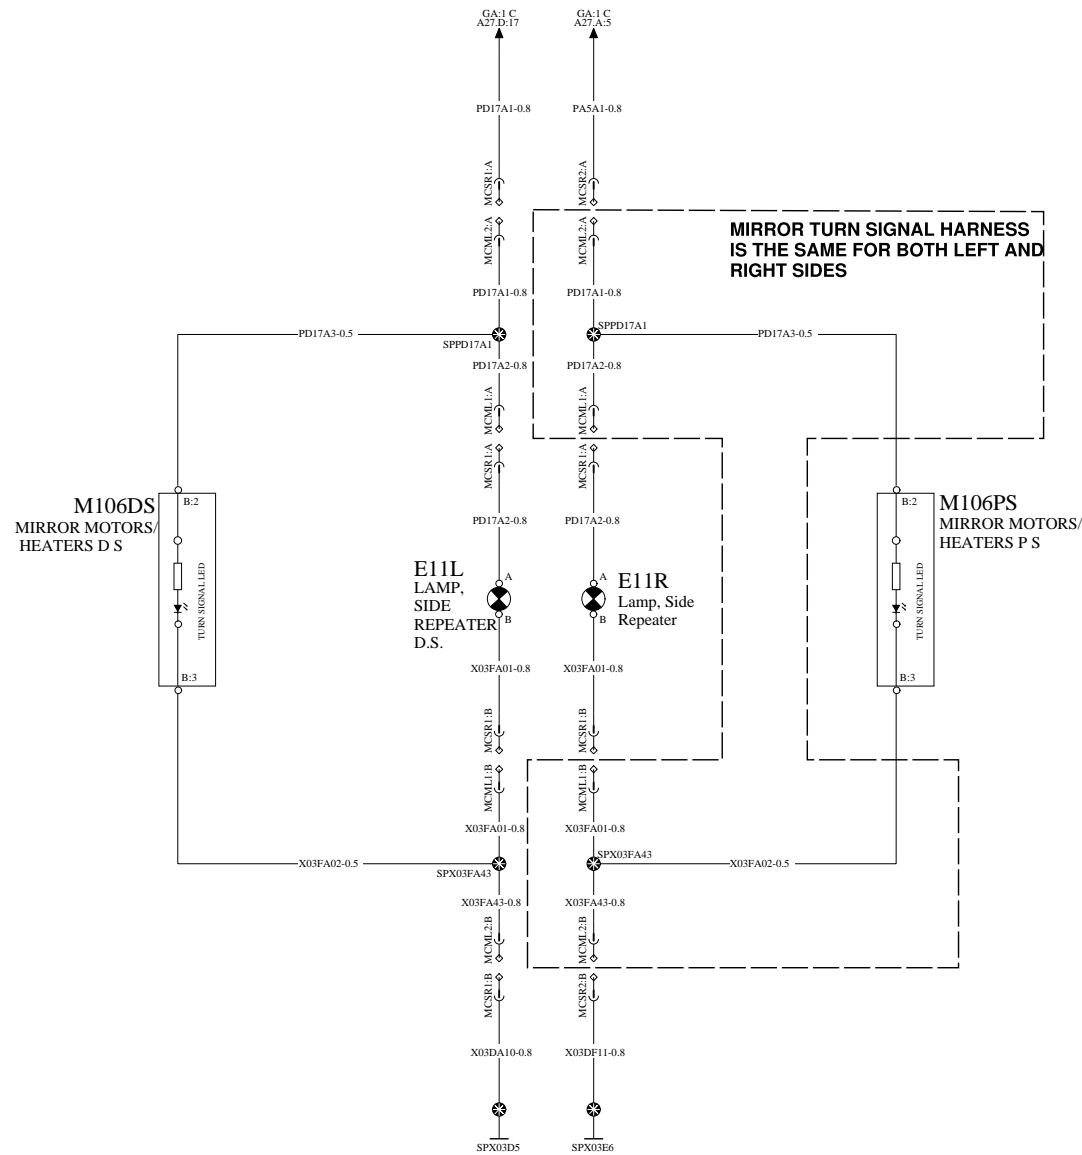 GA:1 C
A27.D:17
GA:1 C
A27.A:5
PD17A1-0.8
PA5A1-0.8
MCSR1:A
MCSR2:A
MCML2:A
MCML2:A
MIRROR TURN SIGNAL HARNESS
IS THE SAME FOR BOTH LEFT AND
RIGHT SIDES
PD17A1-0.8
PD17A1-0.8
PD17A3-0.5
SPPD17A1
SPPD17A1
PD17A3-0.5
PD17A2-0.8
PD17A2-0.8
MCML1:A
MCML1:A
MCSR1:A
MCSR1:A
M106DS
MIRROR MOTORS/
HEATERS D S
B:2
TURN SIGNAL LED
B:3
PD17A2-0.8
PD17A2-0.8
E11L
LAMP,
SIDE
REPEATER
D.S.
A
B
E11R
Lamp, Side
Repeater
A
B
M106PS
MIRROR MOTORS/
HEATERS P S
B:2
TURN SIGNAL LED
B:3
X03FA01-0.8
X03FA01-0.8
MCSR1:B
MCSR1:B
MCML1:B
MCML1:B
X03FA01-0.8
X03FA01-0.8
X03FA02-0.5
SPX03FA43
SPX03FA43
X03FA02-0.5
X03FA43-0.8
X03FA43-0.8
MCML2:B
MCML2:B
MCSR1:B
MCSR2:B
X03DA10-0.8
X03DF11-0.8
SPX03D5
SPX03E6